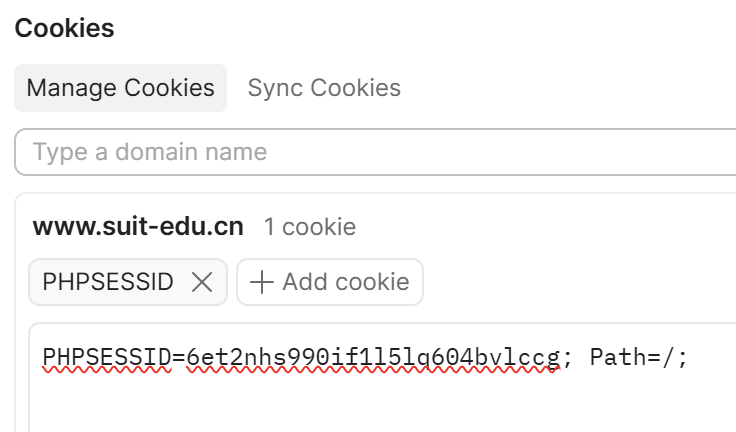 Cookies
Manage Cookies Sync Cookies
Type a domain name
www.suit-edu.cn 1 cookie
PHPSESSID Add cookie
PHPSESSID=6et2nhs990if1l5lq604bvlccg; Path=/;